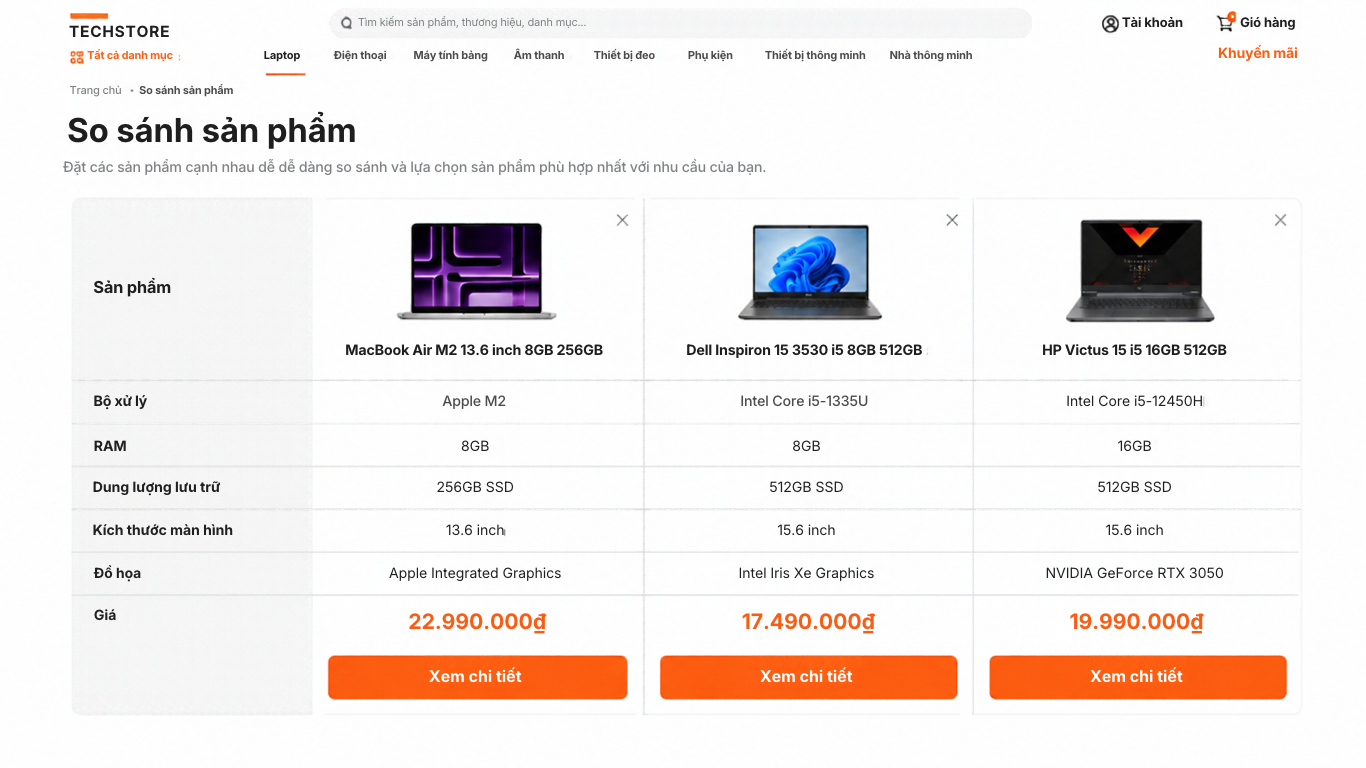 TECHSTORE
Tìm kiếm sản phẩm, thương hiệu, danh mục...
Tài khoản
Giỏ hàng
Tất cả danh mục
Laptop
Điện thoại
Máy tính bảng
Âm thanh
Thiết bị đeo
Phụ kiện
Thiết bị thông minh
Nhà thông minh
Khuyến mãi
Trang chủ • So sánh sản phẩm
So sánh sản phẩm
Đặt các sản phẩm cạnh nhau dễ dễ dàng so sánh và lựa chọn sản phẩm phù hợp nhất với nhu cầu của bạn.
Sản phẩm
MacBook Air M2 13.6 inch 8GB 256GB
Dell Inspiron 15 3530 i5 8GB 512GB
HP Victus 15 i5 16GB 512GB
Bộ xử lý
Apple M2
Intel Core i5-1335U
Intel Core i5-12450H
RAM
8GB
8GB
16GB
Dung lượng lưu trữ
256GB SSD
512GB SSD
512GB SSD
Kích thước màn hình
13.6 inch
15.6 inch
15.6 inch
Đồ họa
Apple Integrated Graphics
Intel Iris Xe Graphics
NVIDIA GeForce RTX 3050
Giá
22.990.000₫
17.490.000₫
19.990.000₫
Xem chi tiết
Xem chi tiết
Xem chi tiết